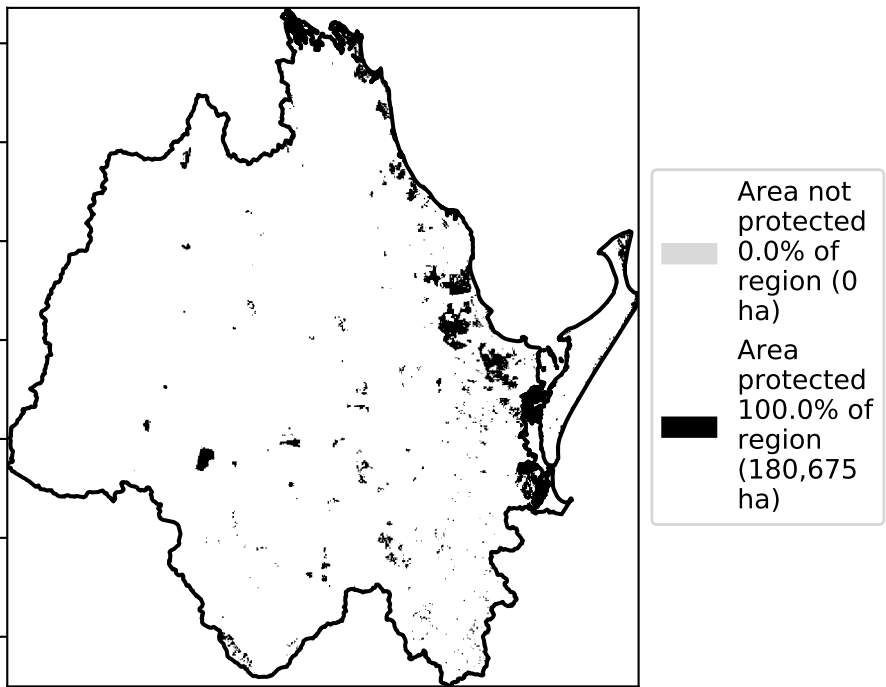 Area not
protected
0.0% of
region (0
ha)
Area
protected
100.0% of
region
(180,675
ha)